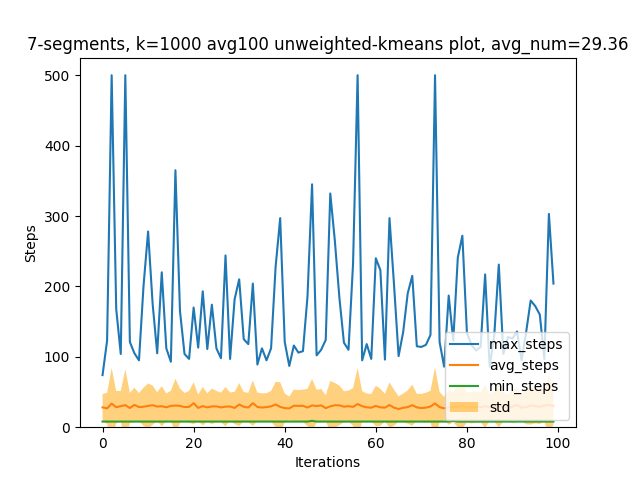 7-segments, k=1000 avg100 unweighted-kmeans plot, avg_num=29.36
500
400
300
200
100
0
Steps
0
20
40
60
80
100
Iterations
max_steps
avg_steps
min_steps
std